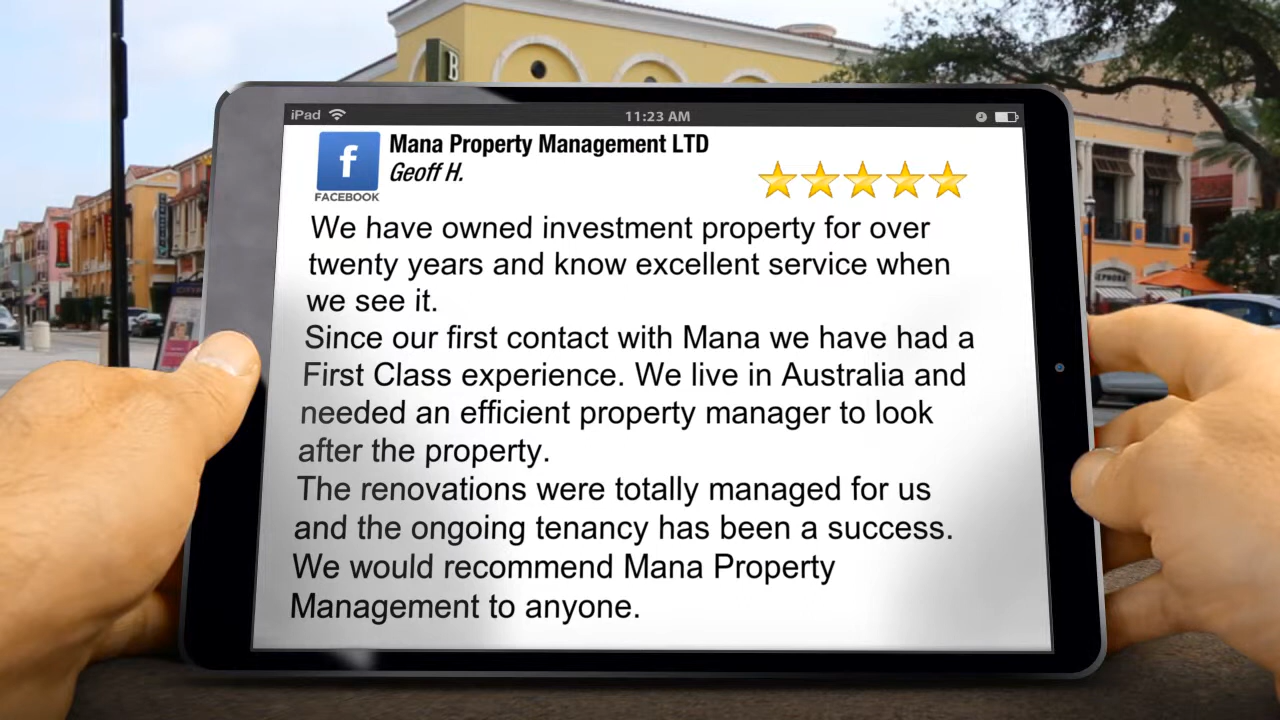 iPad 11:23 AM
Mana Property Management LTD
Geoff H.
f
FACEBOOK
We have owned investment property for over
twenty years and know excellent service when
we see it.
Since our first contact with Mana we have had a
First Class experience. We live in Australia and
needed an efficient property manager to look
after the property.
The renovations were totally managed for us
and the ongoing tenancy has been a success.
We would recommend Mana Property
Management to anyone.
B
SEPHORA